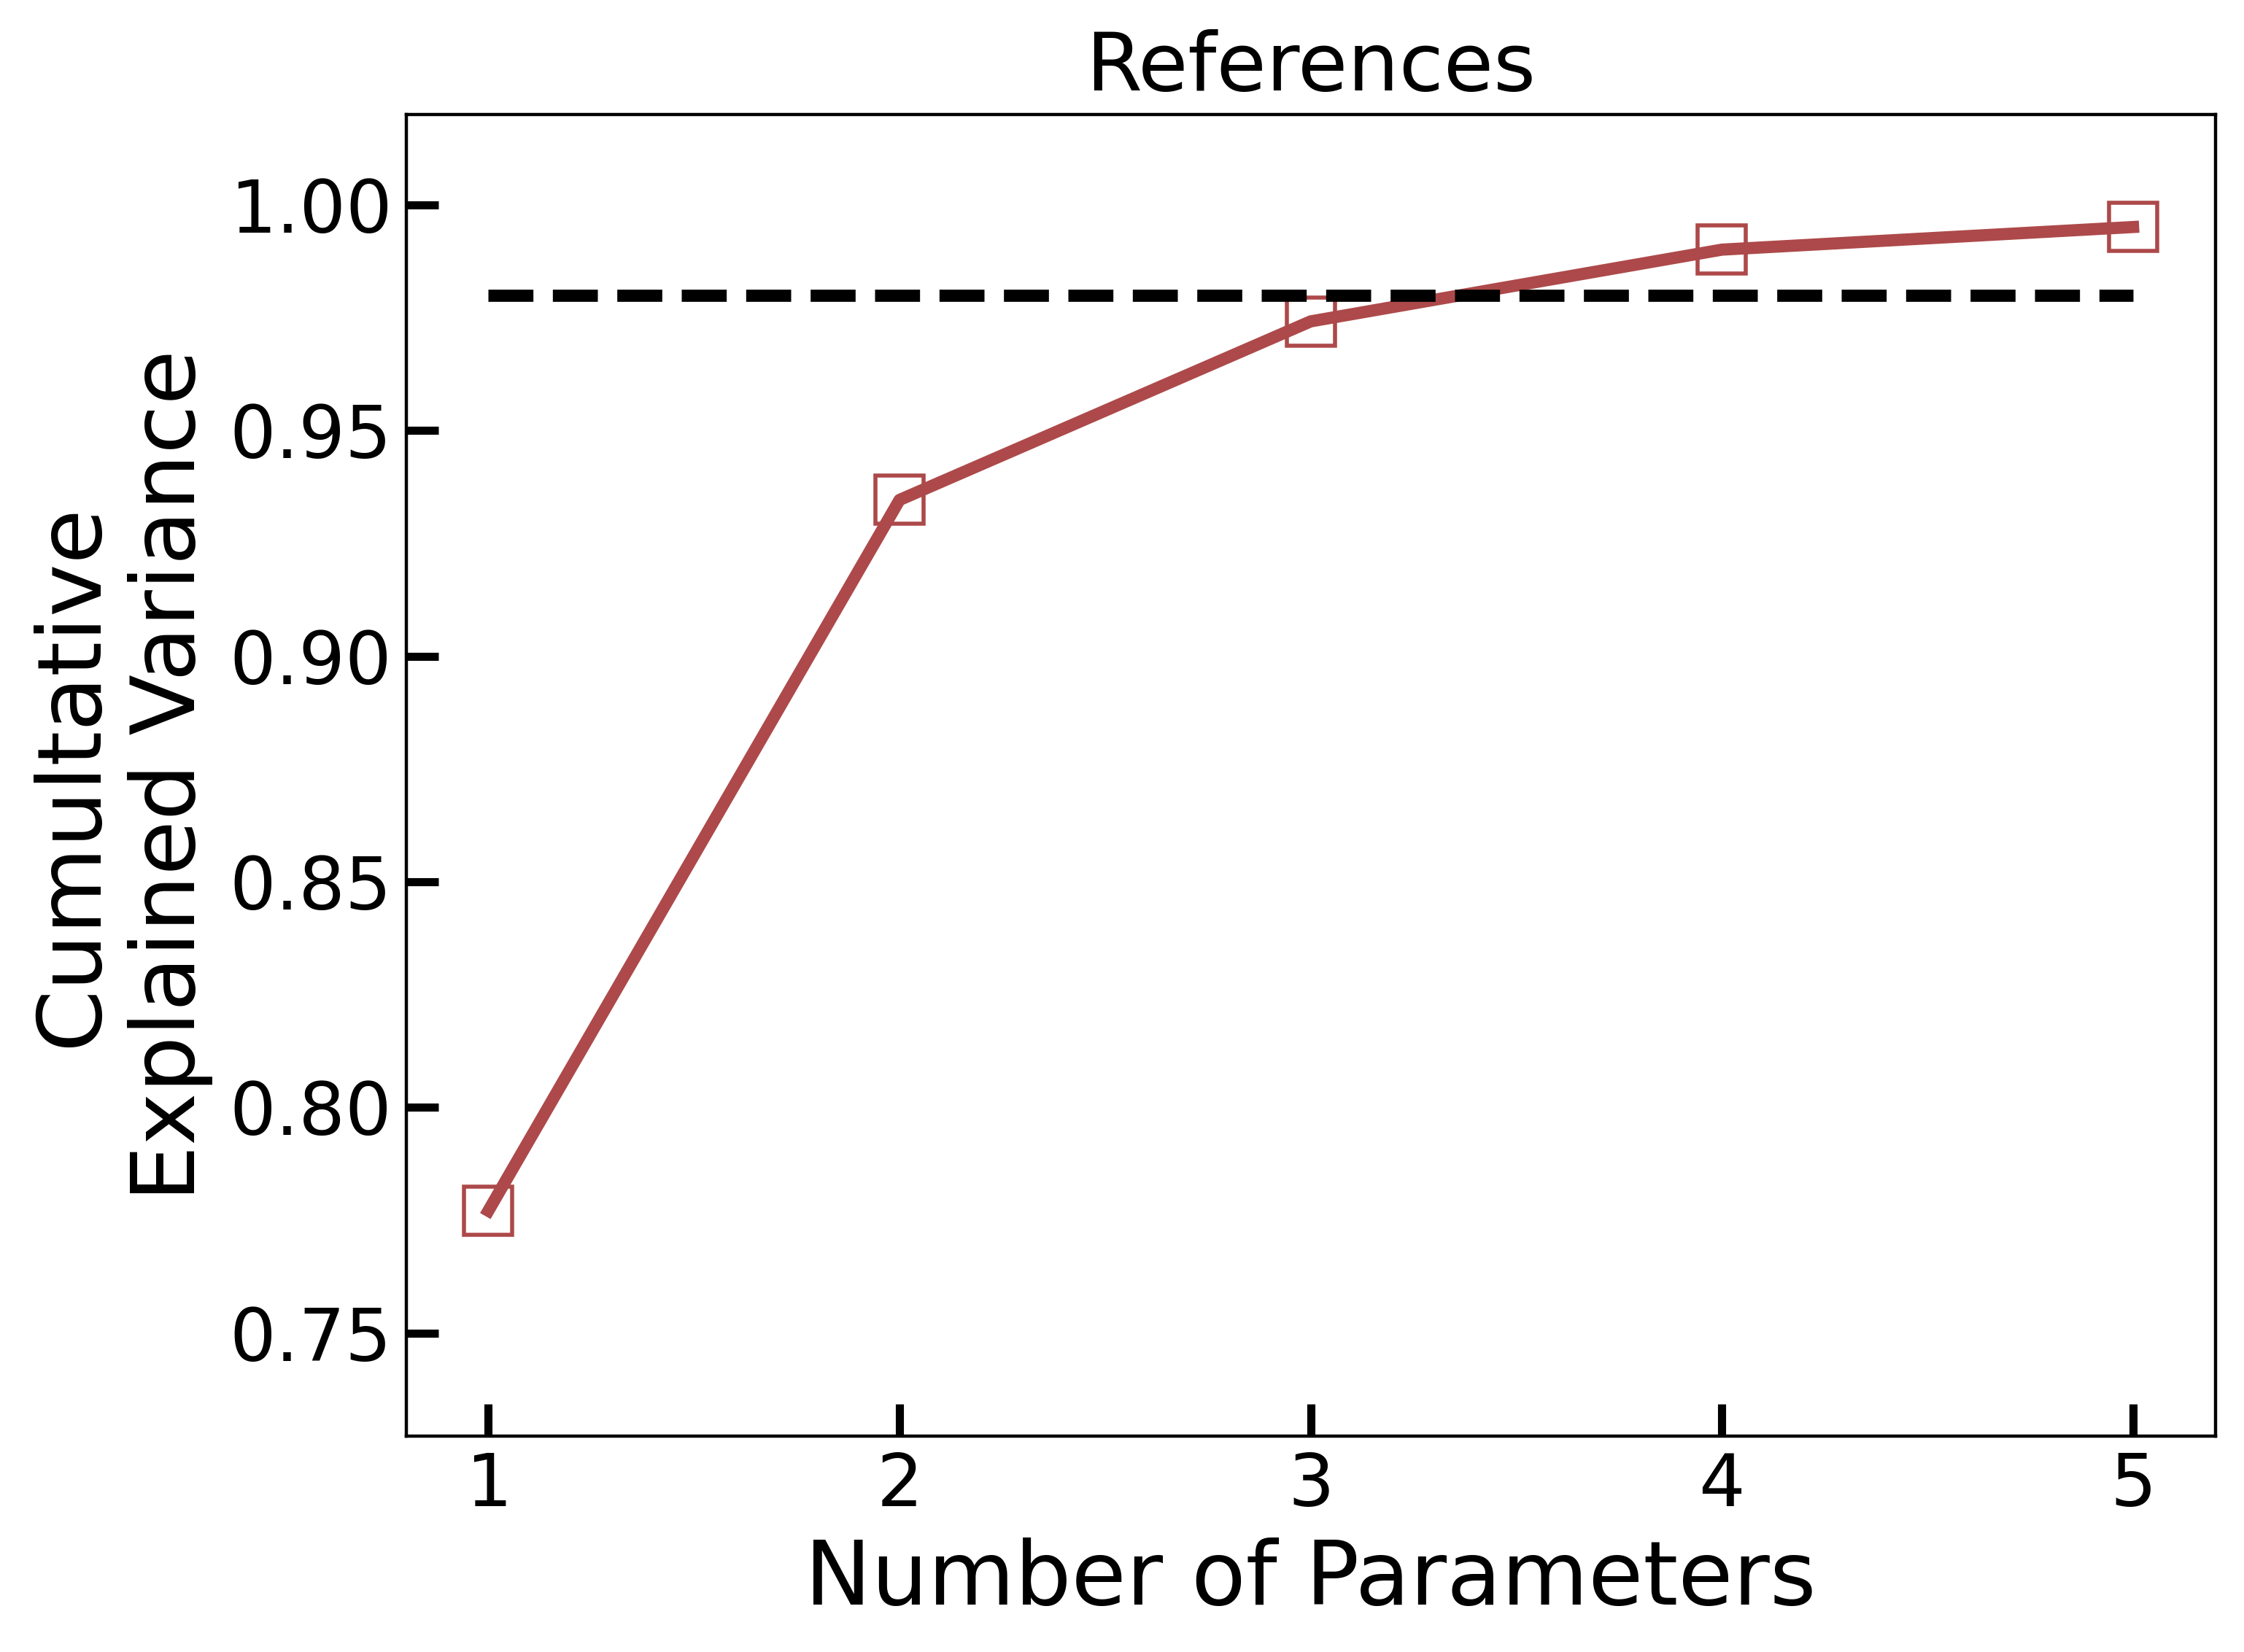 References
Cumultative
Explained Variance
1.00
0.95
0.90
0.85
0.80
0.75
1 2 3 4 5
Number of Parameters